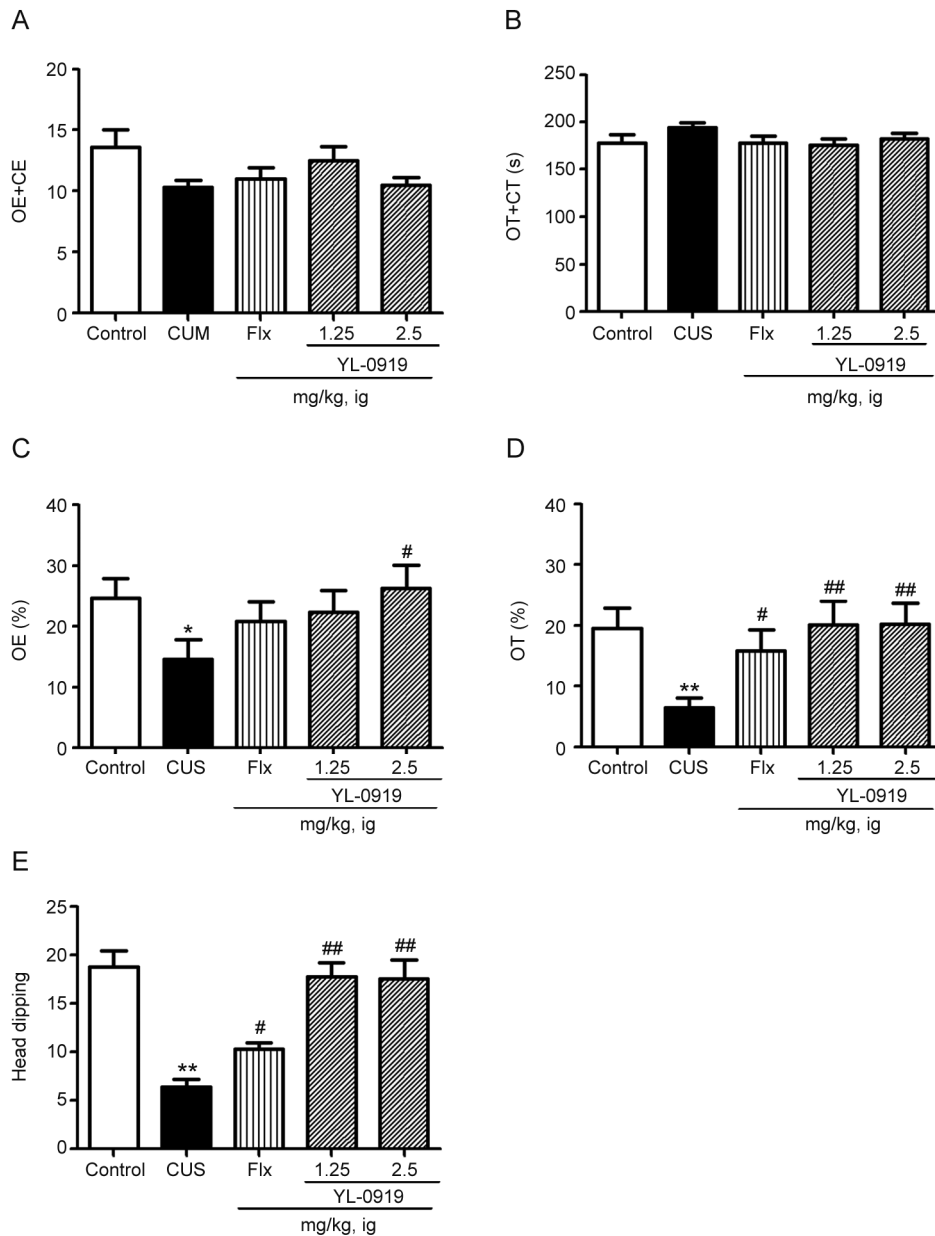 A
OE+CE
20
15
10
5
0
Control CUM Flx 1.25 2.5
YL-0919
mg/kg, ig
B
OT+CT (s)
250
200
150
100
50
0
Control CUS Flx 1.25 2.5
YL-0919
mg/kg, ig
C
OE (%)
40
30
20
10
0
*
#
Control CUS Flx 1.25 2.5
YL-0919
mg/kg, ig
D
OT (%)
40
30
20
10
0
**
#
##
##
Control CUS Flx 1.25 2.5
YL-0919
mg/kg, ig
E
Head dipping
25
20
15
10
5
0
**
#
##
##
Control CUS Flx 1.25 2.5
YL-0919
mg/kg, ig